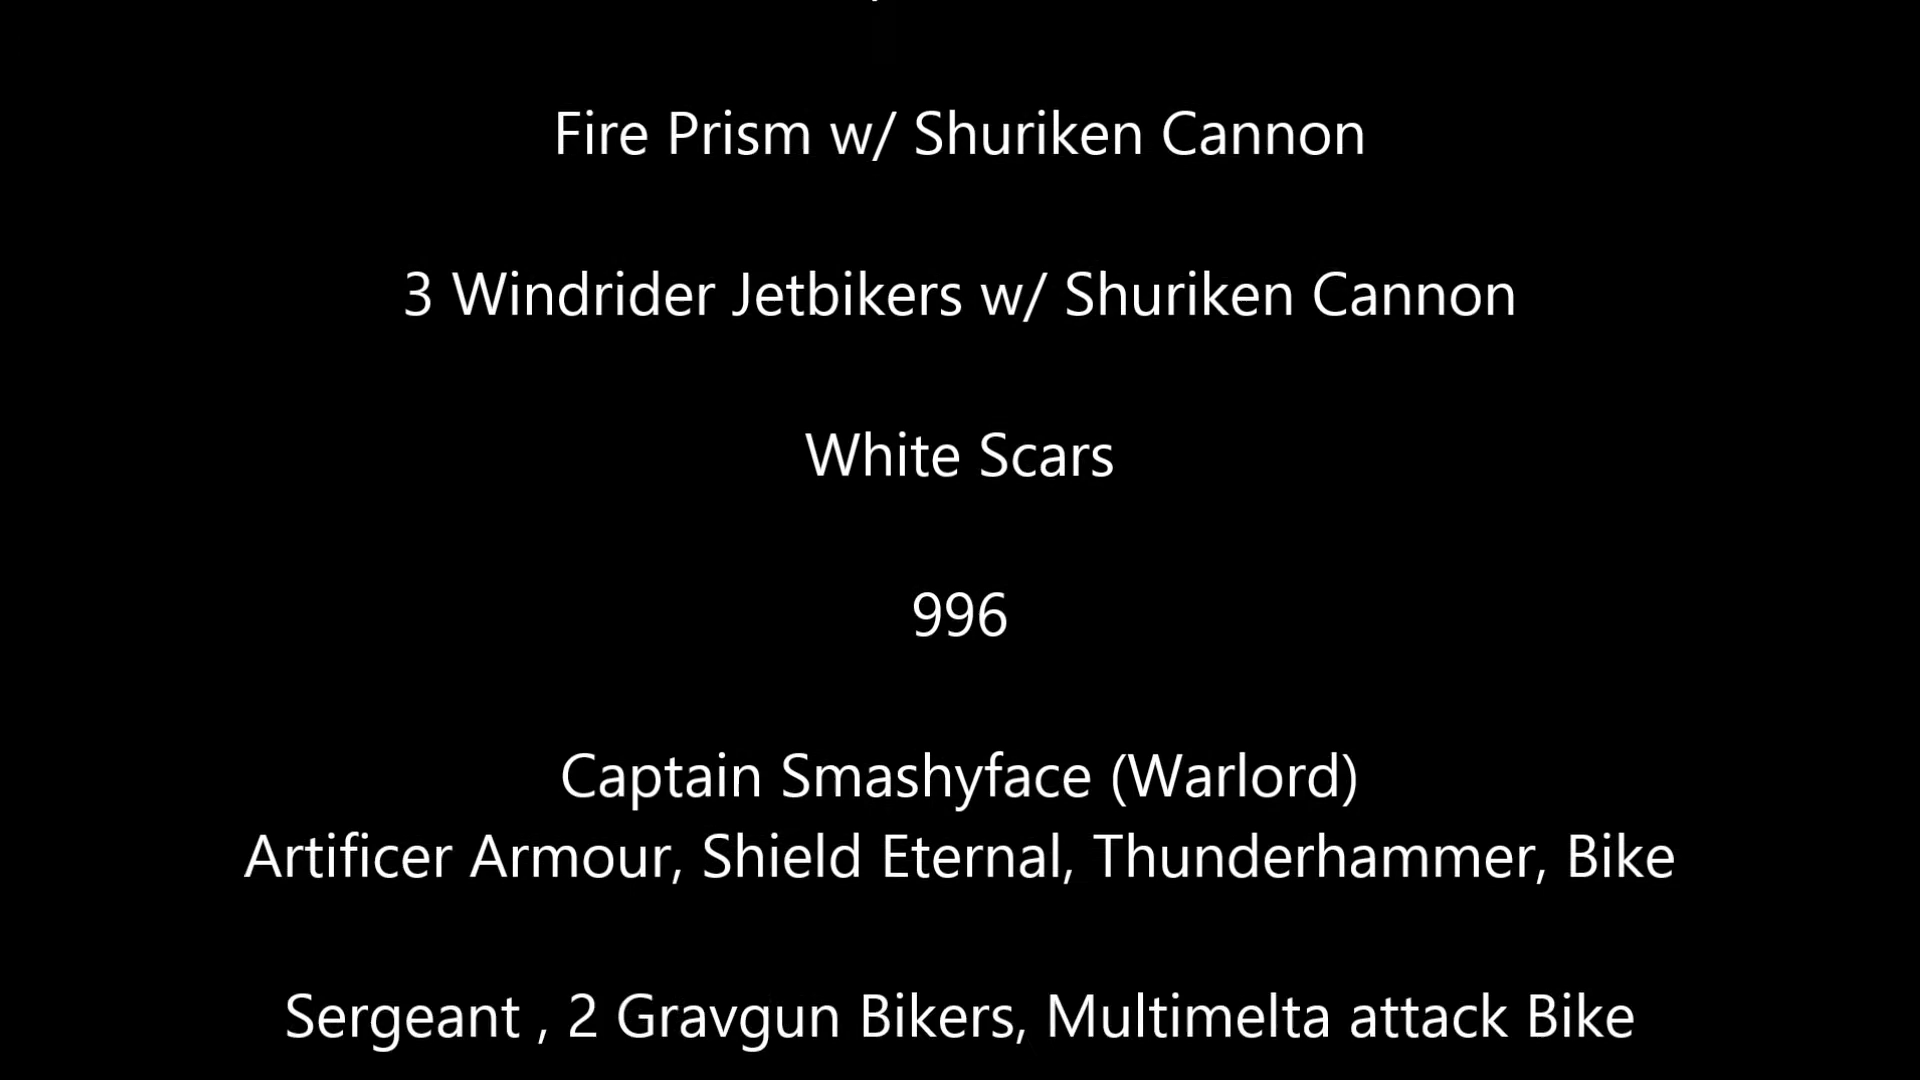 Fire Prism w/ Shuriken Cannon
3 Windrider Jetbikers w/ Shuriken Cannon
White Scars
996
Captain Smashyface (Warlord)
Artificer Armour, Shield Eternal, Thunderhammer, Bike
Sergeant , 2 Gravgun Bikers, Multimelta attack Bike